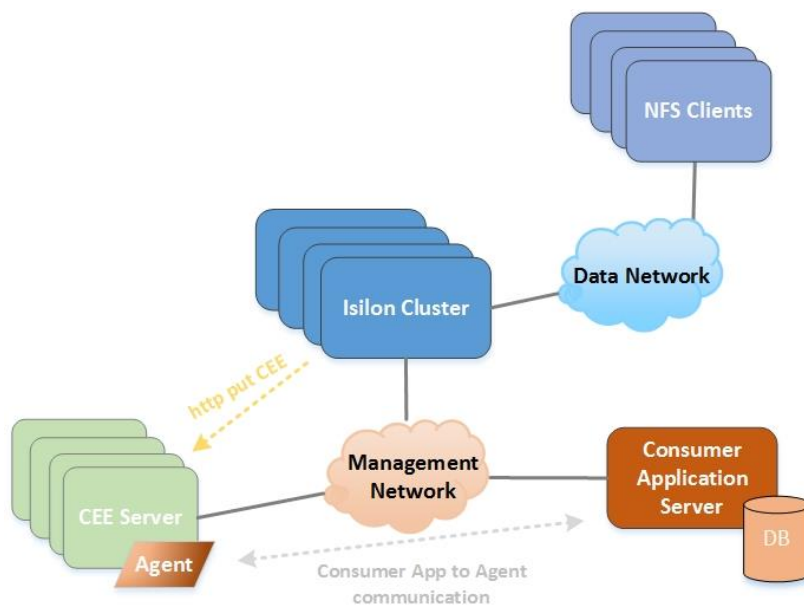 NFS Clients
Data Network
Isilon Cluster
http put CEE
Management
Network
Consumer
Application
Server
CEE Server
DB
Agent
Consumer App to Agent
communication